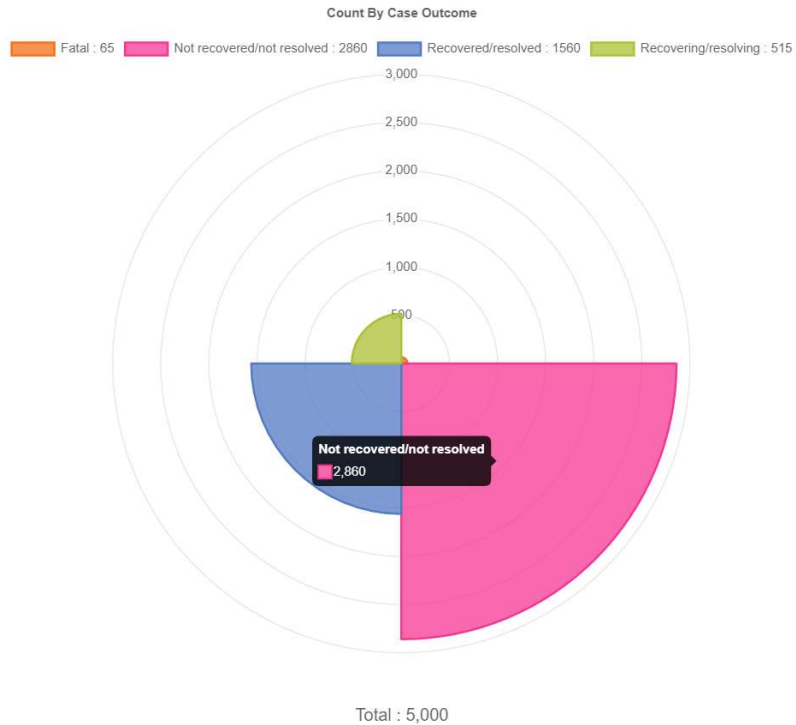 Count By Case Outcome
Fatal : 65 Not recovered/not resolved : 2860 Recovered/resolved : 1560 Recovering/resolving : 515
3,000
2,500
2,000
1,500
1,000
500
Not recovered/not resolved
2,860
Total : 5,000